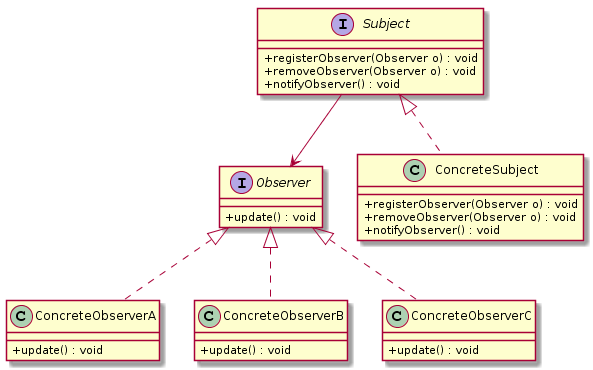 I Subject
+registerObserver(Observer o) : void
+removeObserver(Observer o) : void
+notifyObserver() : void
I Observer
+update() : void
C ConcreteSubject
+registerObserver(Observer o) : void
+removeObserver(Observer o) : void
+notifyObserver() : void
C ConcreteObserverA
+update() : void
C ConcreteObserverB
+update() : void
C ConcreteObserverC
+update() : void